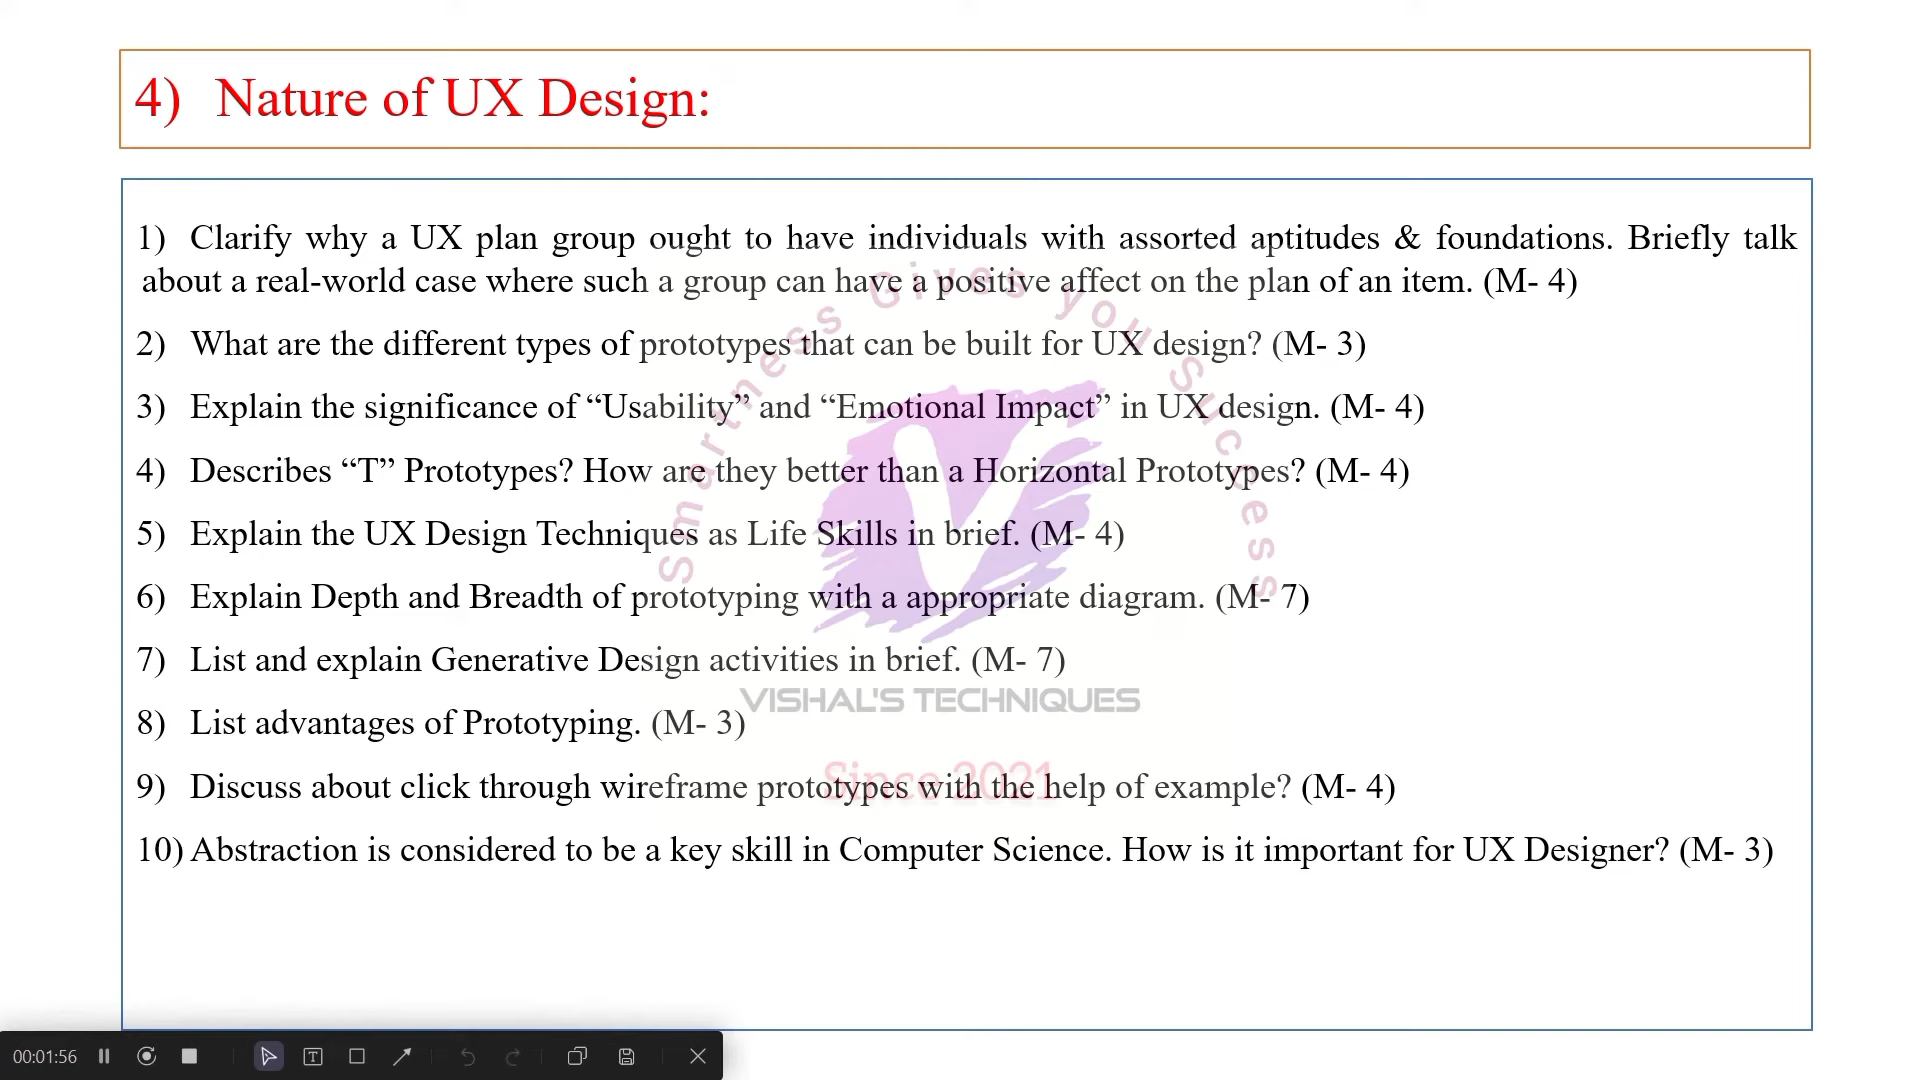 4) Nature of UX Design:
1) Clarify why a UX plan group ought to have individuals with assorted aptitudes & foundations. Briefly talk
about a real-world case where such a group can have a positive affect on the plan of an item. (M- 4)
2) What are the different types of prototypes that can be built for UX design? (M- 3)
3) Explain the significance of “Usability” and “Emotional Impact” in UX design. (M- 4)
4) Describes “T” Prototypes? How are they better than a Horizontal Prototypes? (M- 4)
5) Explain the UX Design Techniques as Life Skills in brief. (M- 4)
6) Explain Depth and Breadth of prototyping with a appropriate diagram. (M- 7)
7) List and explain Generative Design activities in brief. (M- 7)
8) List advantages of Prototyping. (M- 3)
9) Discuss about click through wireframe prototypes with the help of example? (M- 4)
10) Abstraction is considered to be a key skill in Computer Science. How is it important for UX Designer? (M- 3)
Smartness Gives you Success
VISHAL'S TECHNIQUES
Since 2021
00:01:56